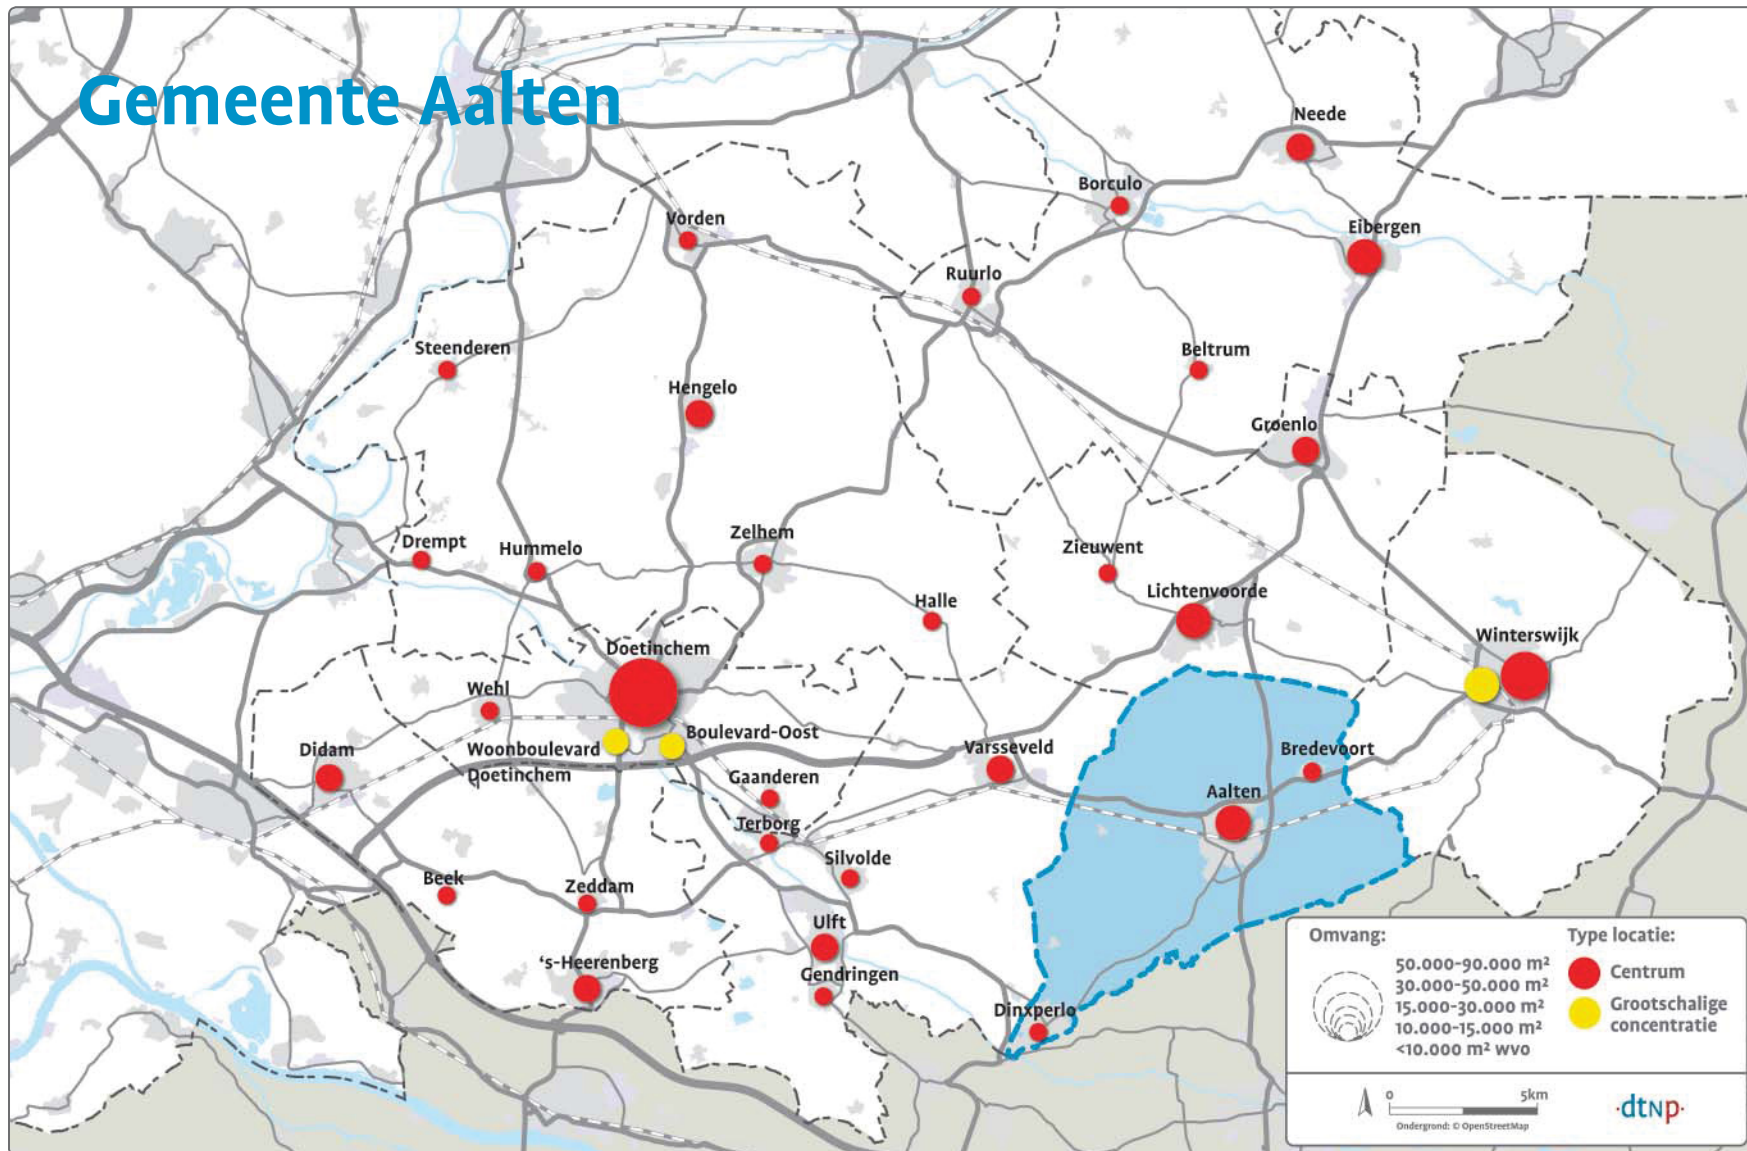 Gemeente Aalten
Neede
Borculo
Vorden
Eibergen
Ruurlo
Steenderen
Beltrum
Hengelo
Groenlo
Zelhem
Drempt
Hummelo
Zieuwent
Lichtenvoorde
Halle
Winterswijk
Doetinchem
Wehl
Boulevard-Oost
Woonboulevard
Doetinchem
Didam
Varsseveld
Bredevoort
Gaanderen
Aalten
Terborg
Silvolde
Beek
Zeddam
Ulft
's-Heerenberg
Gendringen
Dinxperlo
Omvang:
50.000-90.000 m²
30.000-50.000 m²
15.000-30.000 m²
10.000-15.000 m²
<10.000 m² wvo
Type locatie:
Centrum
Grootschalige
concentratie
0 5km
Ondergrond: © OpenStreetMap
·dtnp·